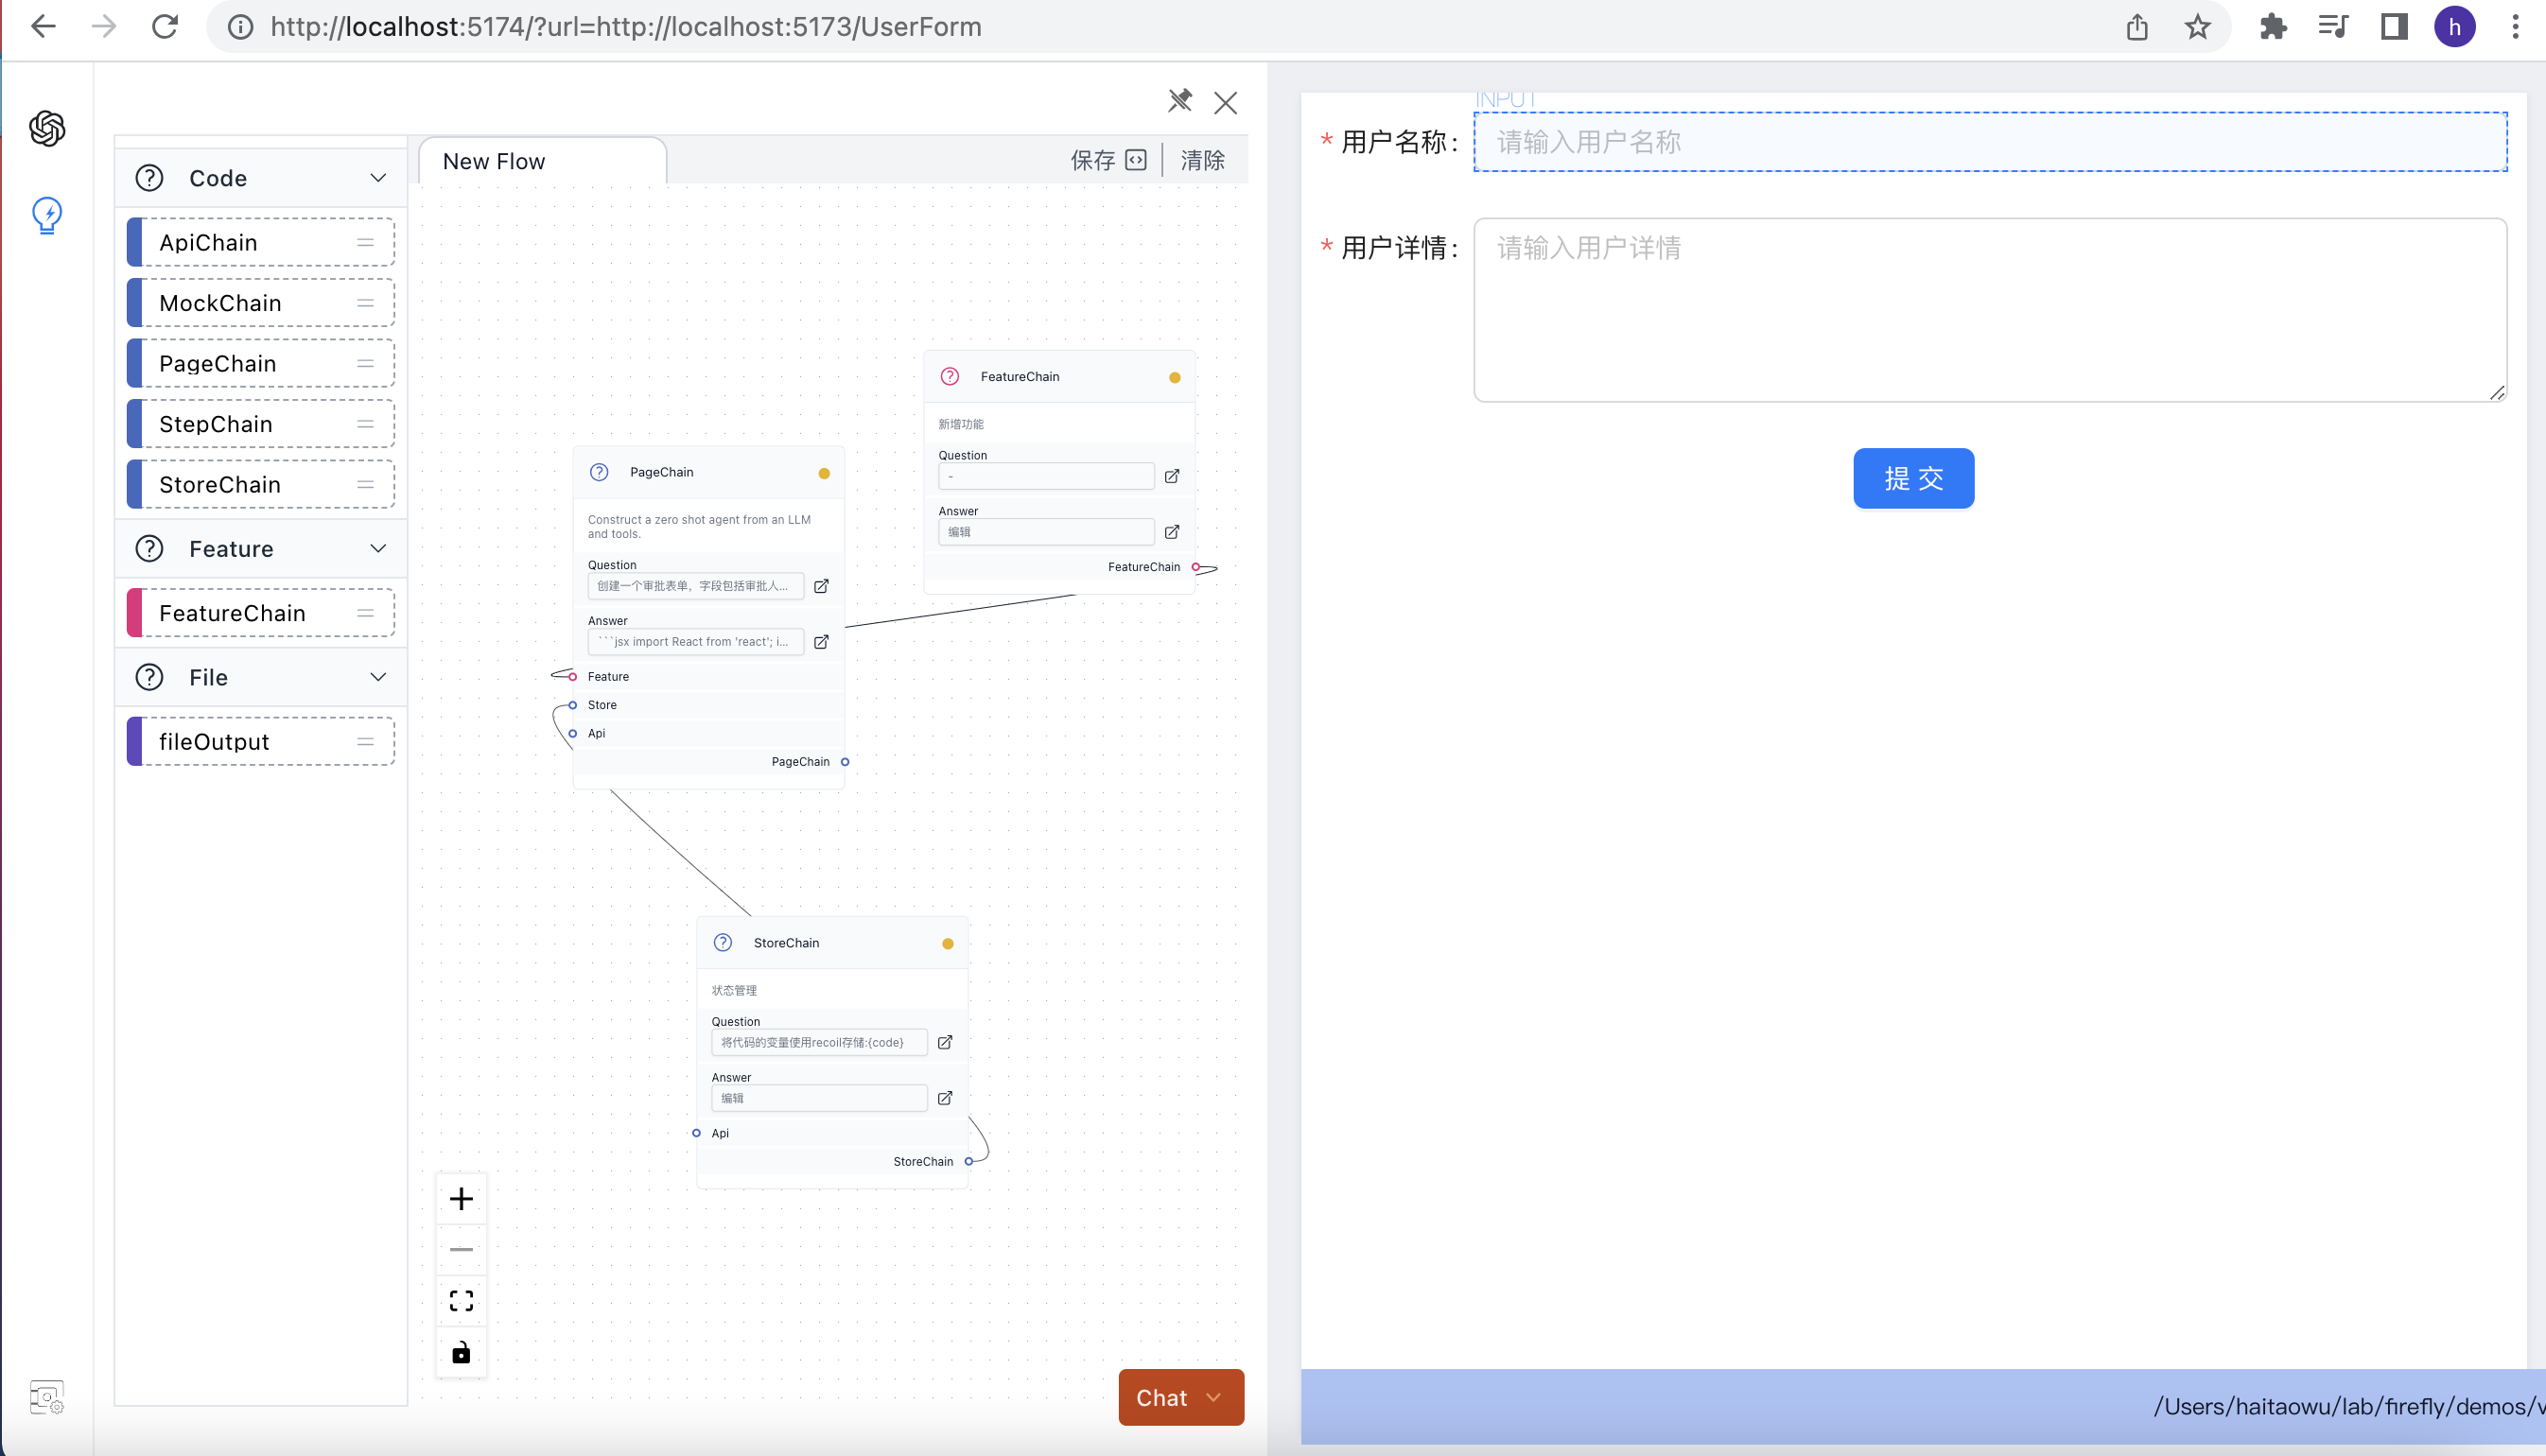 http://localhost:5174/?url=http://localhost:5173/UserForm
h
Code
ApiChain
MockChain
PageChain
StepChain
StoreChain
Feature
FeatureChain
File
fileOutput
New Flow
保存
清除
FeatureChain
新增功能
Question
-
Answer
编辑
FeatureChain
PageChain
Construct a zero shot agent from an LLM
and tools.
Question
创建一个审批表单，字段包括审批人...
Answer
```jsx import React from 'react'; i...
Feature
Store
Api
PageChain
StoreChain
状态管理
Question
将代码的变量使用recoil存储:{code}
Answer
编辑
Api
StoreChain
Chat
INPUT
* 用户名称:
请输入用户名称
* 用户详情:
请输入用户详情
提 交
/Users/haitaowu/lab/firefly/demos/v